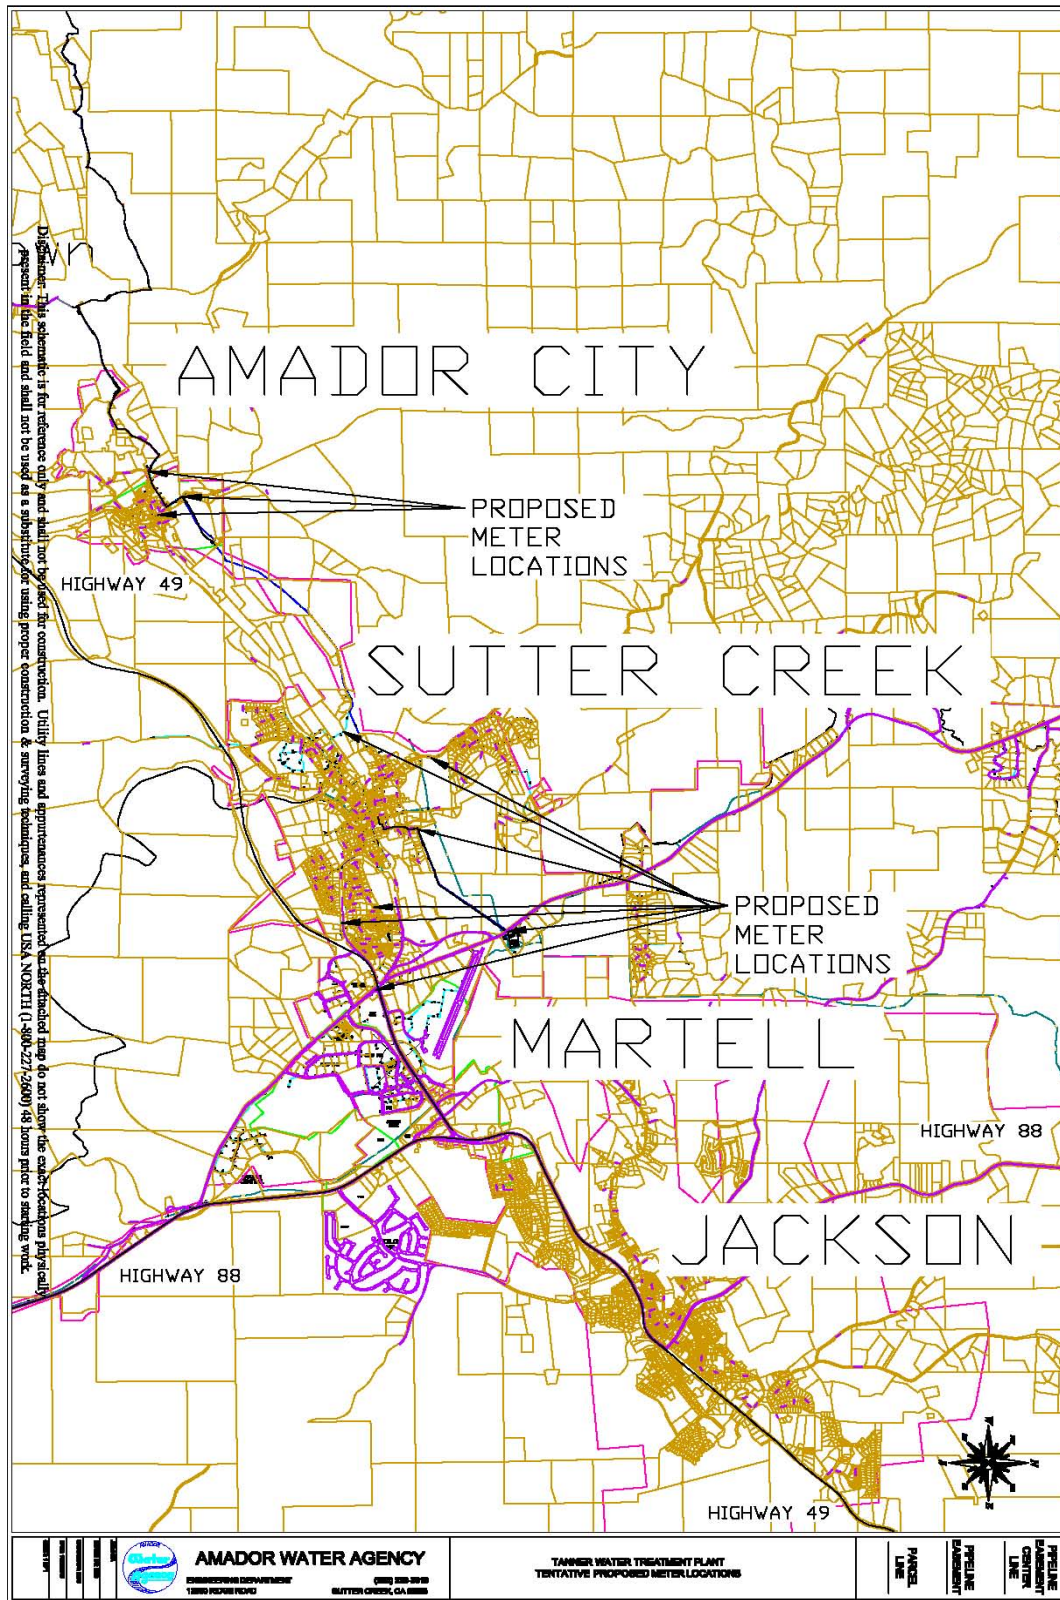 AMADOR CITY
PROPOSED
METER
LOCATIONS
HIGHWAY 49
SUTTER CREEK
PROPOSED
METER
LOCATIONS
MARTELL
HIGHWAY 88
JACKSON
HIGHWAY 88
HIGHWAY 49
Disclaimer: This schematic is for reference only and shall not be used for construction. Utility lines and appurtenances represented on the attached map do not show the exact locations physically
present in the field and shall not be used as a substitute for using proper construction & surveying techniques, and calling USA NORTH (1-800-227-2600) 48 hours prior to starting work.
Water
Agency
AMADOR WATER AGENCY
ENGINEERING DEPARTMENT
12800 RIDGE ROAD
SUTTER CREEK, CA
TANNER WATER TREATMENT PLANT
TENTATIVE PROPOSED METER LOCATIONS
PARCEL
LINE
PIPELINE
EASEMENT
PIPELINE
EASEMENT
CENTER
LINE